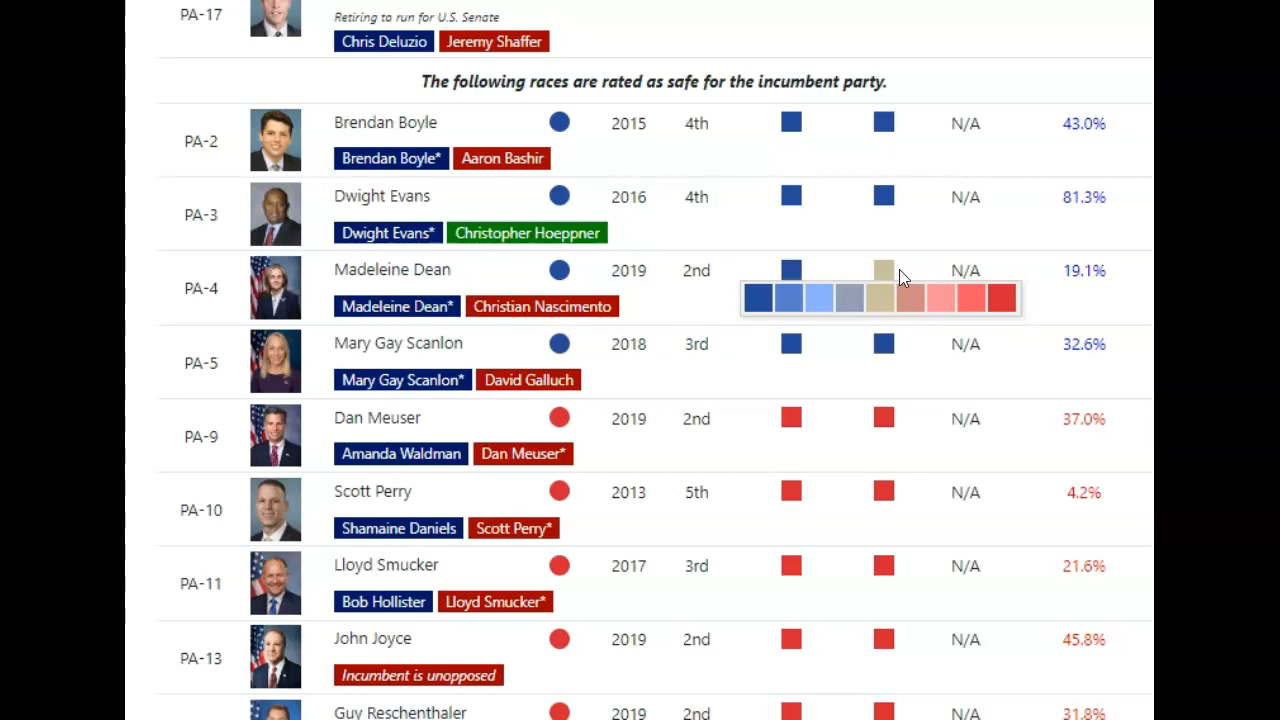 PA-17
Retiring to run for U.S. Senate
Chris Deluzio Jeremy Shaffer
The following races are rated as safe for the incumbent party.
PA-2 Brendan Boyle 2015 4th N/A 43.0%
Brendan Boyle* Aaron Bashir
PA-3 Dwight Evans 2016 4th N/A 81.3%
Dwight Evans* Christopher Hoeppner
PA-4 Madeleine Dean 2019 2nd N/A 19.1%
Madeleine Dean* Christian Nascimento
PA-5 Mary Gay Scanlon 2018 3rd N/A 32.6%
Mary Gay Scanlon* David Galluch
PA-9 Dan Meuser 2019 2nd N/A 37.0%
Amanda Waldman Dan Meuser*
PA-10 Scott Perry 2013 5th N/A 4.2%
Shamaine Daniels Scott Perry*
PA-11 Lloyd Smucker 2017 3rd N/A 21.6%
Bob Hollister Lloyd Smucker*
PA-13 John Joyce 2019 2nd N/A 45.8%
Incumbent is unopposed
Guy Reschenthaler 2019 2nd N/A 31.8%